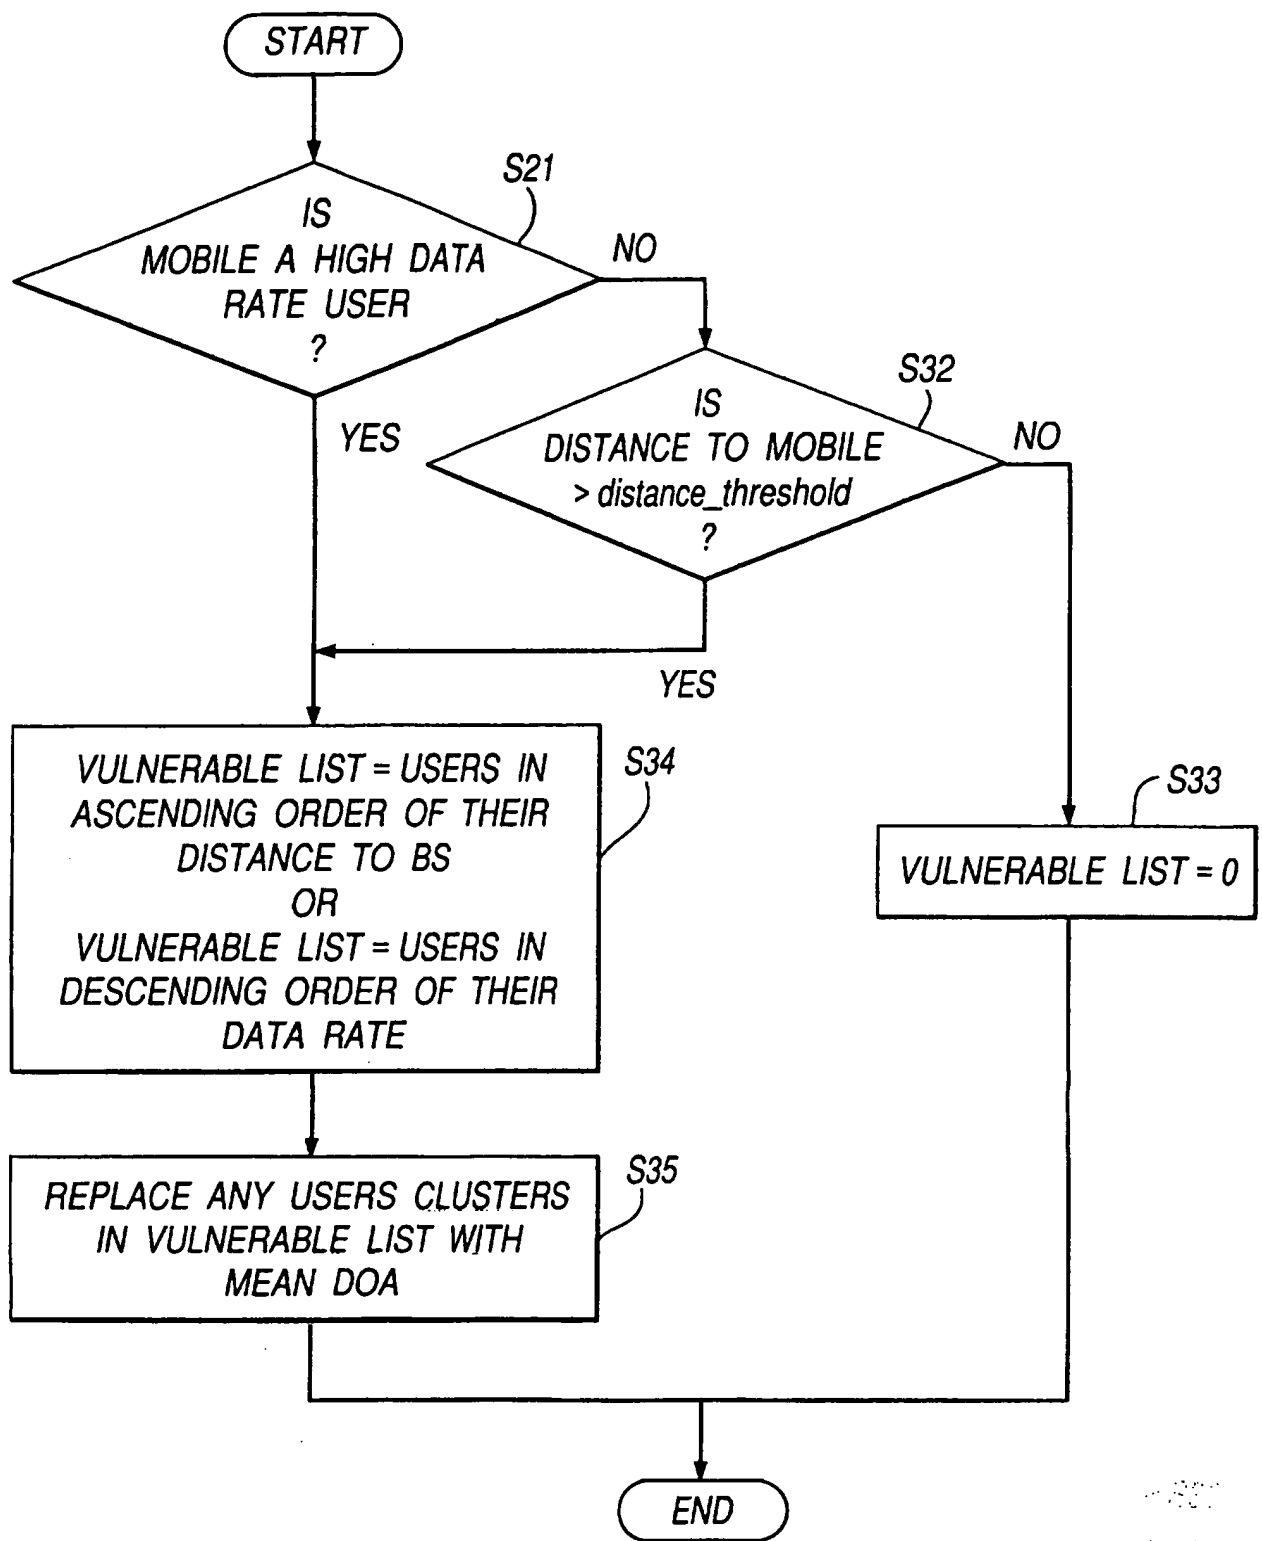 START
S21
IS
MOBILE A HIGH DATA
RATE USER
?
NO
YES
S32
IS
DISTANCE TO MOBILE
> distance_threshold
?
NO
YES
S34
VULNERABLE LIST = USERS IN
ASCENDING ORDER OF THEIR
DISTANCE TO BS
OR
VULNERABLE LIST = USERS IN
DESCENDING ORDER OF THEIR
DATA RATE
S33
VULNERABLE LIST = 0
S35
REPLACE ANY USERS CLUSTERS
IN VULNERABLE LIST WITH
MEAN DOA
END